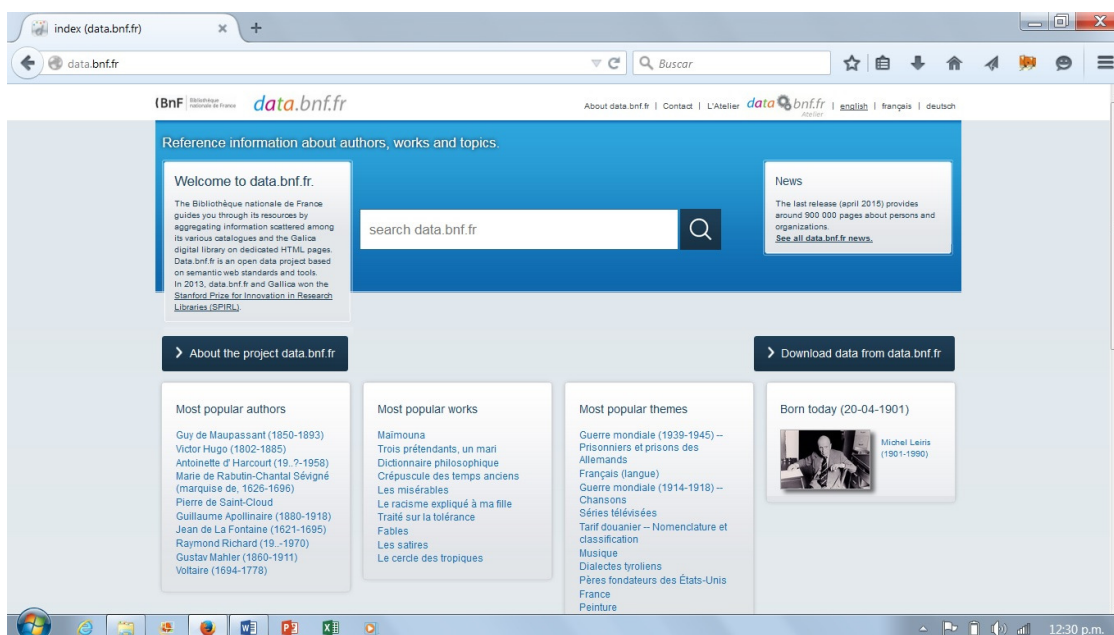 index (data.bnf.fr)
data.bnf.fr
Buscar
BnF Bibliothèque nationale de France
data.bnf.fr
About data.bnf.fr | Contact | L'Atelier data bnf.fr Atelier | english | français | deutsch
Reference information about authors, works and topics.
Welcome to data.bnf.fr.
The Bibliothèque nationale de France
guides you through its resources by
aggregating information scattered among
its various catalogues and the Gallica
digital library on dedicated HTML pages.
Data.bnf.fr is an open data project based
on semantic web standards and tools.
In 2013, data.bnf.fr and Gallica won the
Stanford Prize for Innovation in Research
Libraries (SPIRL).
search data.bnf.fr
News
The last release (april 2015) provides
around 900 000 pages about persons and
organizations.
See all data.bnf.fr news.
About the project data.bnf.fr
Download data from data.bnf.fr
Most popular authors
Guy de Maupassant (1850-1893)
Victor Hugo (1802-1885)
Antoinette d' Harcourt (19..?-1958)
Marie de Rabutin-Chantal Sévigné
(marquise de, 1626-1696)
Pierre de Saint-Cloud
Guillaume Apollinaire (1880-1918)
Jean de La Fontaine (1621-1695)
Raymond Richard (19..-1970)
Gustav Mahler (1860-1911)
Voltaire (1694-1778)
Most popular works
Maïmouna
Trois prétendants, un mari
Dictionnaire philosophique
Crépuscule des temps anciens
Les misérables
Le racisme expliqué à ma fille
Traité sur la tolérance
Fables
Les satires
Le cercle des tropiques
Most popular themes
Guerre mondiale (1939-1945) --
Prisonniers et prisons des
Allemands
Français (langue)
Guerre mondiale (1914-1918) --
Chansons
Séries télévisées
Tarif douanier -- Nomenclature et
classification
Musique
Dialectes tyroliens
Pères fondateurs des États-Unis
France
Peinture
Born today (20-04-1901)
Michel Leiris
(1901-1990)
12:30 p.m.